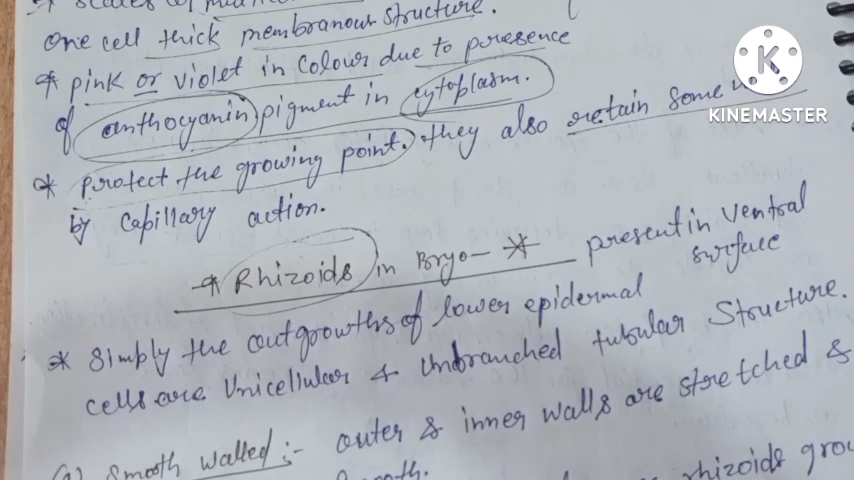 one cell thick membranous structure.
* pink or violet in colour due to presence
of anthocyanin pigment in cytoplasm.
* protect the growing point. they also retain some
by capillary action.
* Rhizoids in Bryo- *
present in ventral
surface
* simply the outgrowths of lower epidermal
cells are Unicellular & Unbranched tubular Structure.
(a) smooth walled :- outer & inner walls are stretched &
rhizoids
K
KINEMASTER